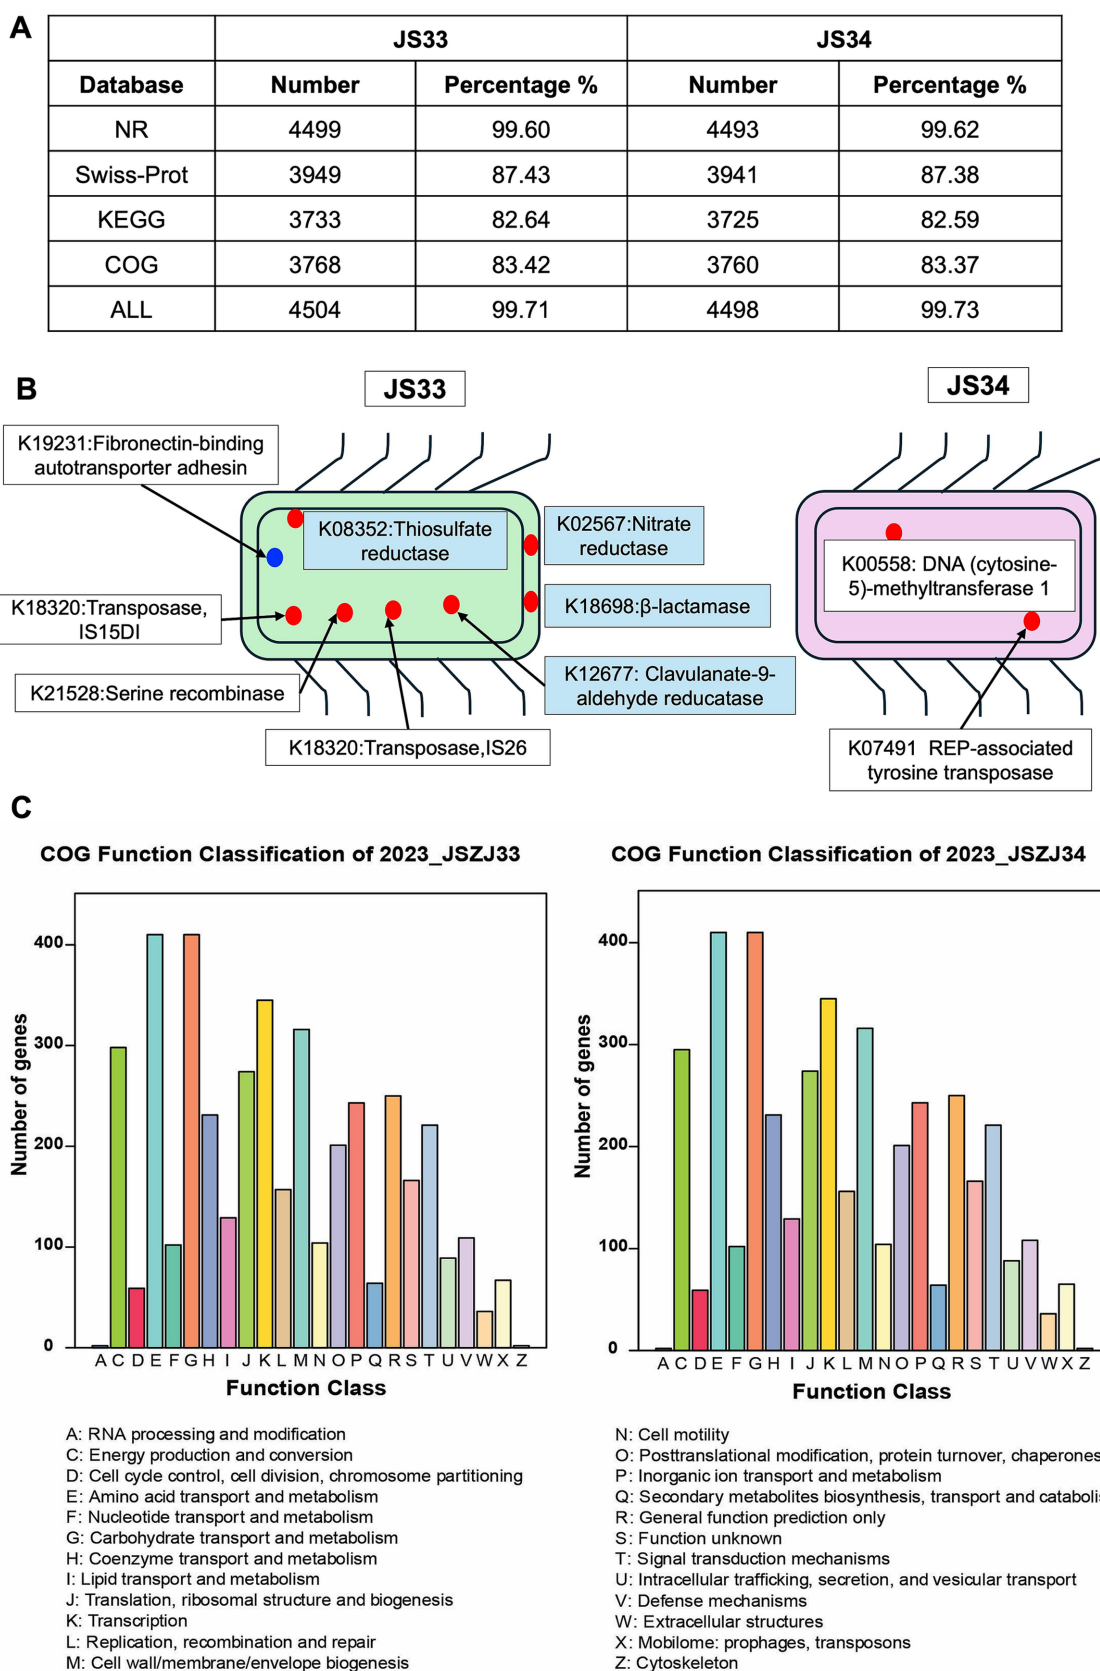 A
JS33 JS34
Database Number Percentage % Number Percentage %
NR 4499 99.60 4493 99.62
Swiss-Prot 3949 87.43 3941 87.38
KEGG 3733 82.64 3725 82.59
COG 3768 83.42 3760 83.37
ALL 4504 99.71 4498 99.73
B
JS33
JS34
K19231:Fibronectin-binding
autotransporter adhesin
K08352:Thiosulfate
reductase
K02567:Nitrate
reductase
K18698:β-lactamase
K18320:Transposase,
IS15DI
K21528:Serine recombinase
K12677: Clavulanate-9-
aldehyde reducatase
K18320:Transposase,IS26
K00558: DNA (cytosine-
5)-methyltransferase 1
K07491 REP-associated
tyrosine transposase
C
COG Function Classification of 2023_JSZJ33
Number of genes
400
300
200
100
0
A C D E F G H I J K L M N O P Q R S T U V W X Z
Function Class
COG Function Classification of 2023_JSZJ34
Number of genes
400
300
200
100
0
A C D E F G H I J K L M N O P Q R S T U V W X Z
Function Class
A: RNA processing and modification
C: Energy production and conversion
D: Cell cycle control, cell division, chromosome partitioning
E: Amino acid transport and metabolism
F: Nucleotide transport and metabolism
G: Carbohydrate transport and metabolism
H: Coenzyme transport and metabolism
I: Lipid transport and metabolism
J: Translation, ribosomal structure and biogenesis
K: Transcription
L: Replication, recombination and repair
M: Cell wall/membrane/envelope biogenesis
N: Cell motility
O: Posttranslational modification, protein turnover, chaperones
P: Inorganic ion transport and metabolism
Q: Secondary metabolites biosynthesis, transport and cataboli
R: General function prediction only
S: Function unknown
T: Signal transduction mechanisms
U: Intracellular trafficking, secretion, and vesicular transport
V: Defense mechanisms
W: Extracellular structures
X: Mobilome: prophages, transposons
Z: Cytoskeleton